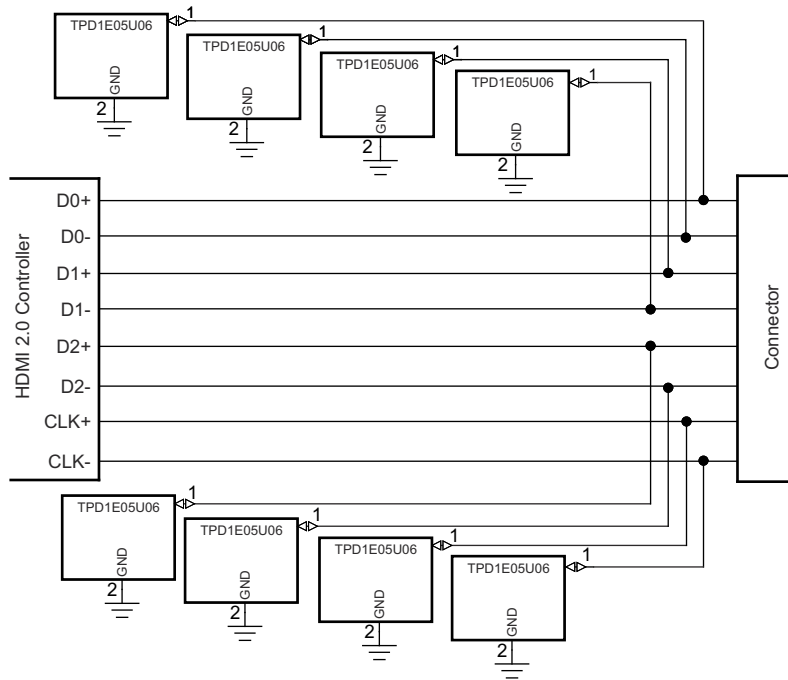 TPD1E05U06
1
GND
2
TPD1E05U06
1
GND
2
TPD1E05U06
1
GND
2
TPD1E05U06
1
GND
2
HDMI 2.0 Controller
D0+
D0-
D1+
D1-
D2+
D2-
CLK+
CLK-
Connector
TPD1E05U06
1
GND
2
TPD1E05U06
1
GND
2
TPD1E05U06
1
GND
2
TPD1E05U06
1
GND
2